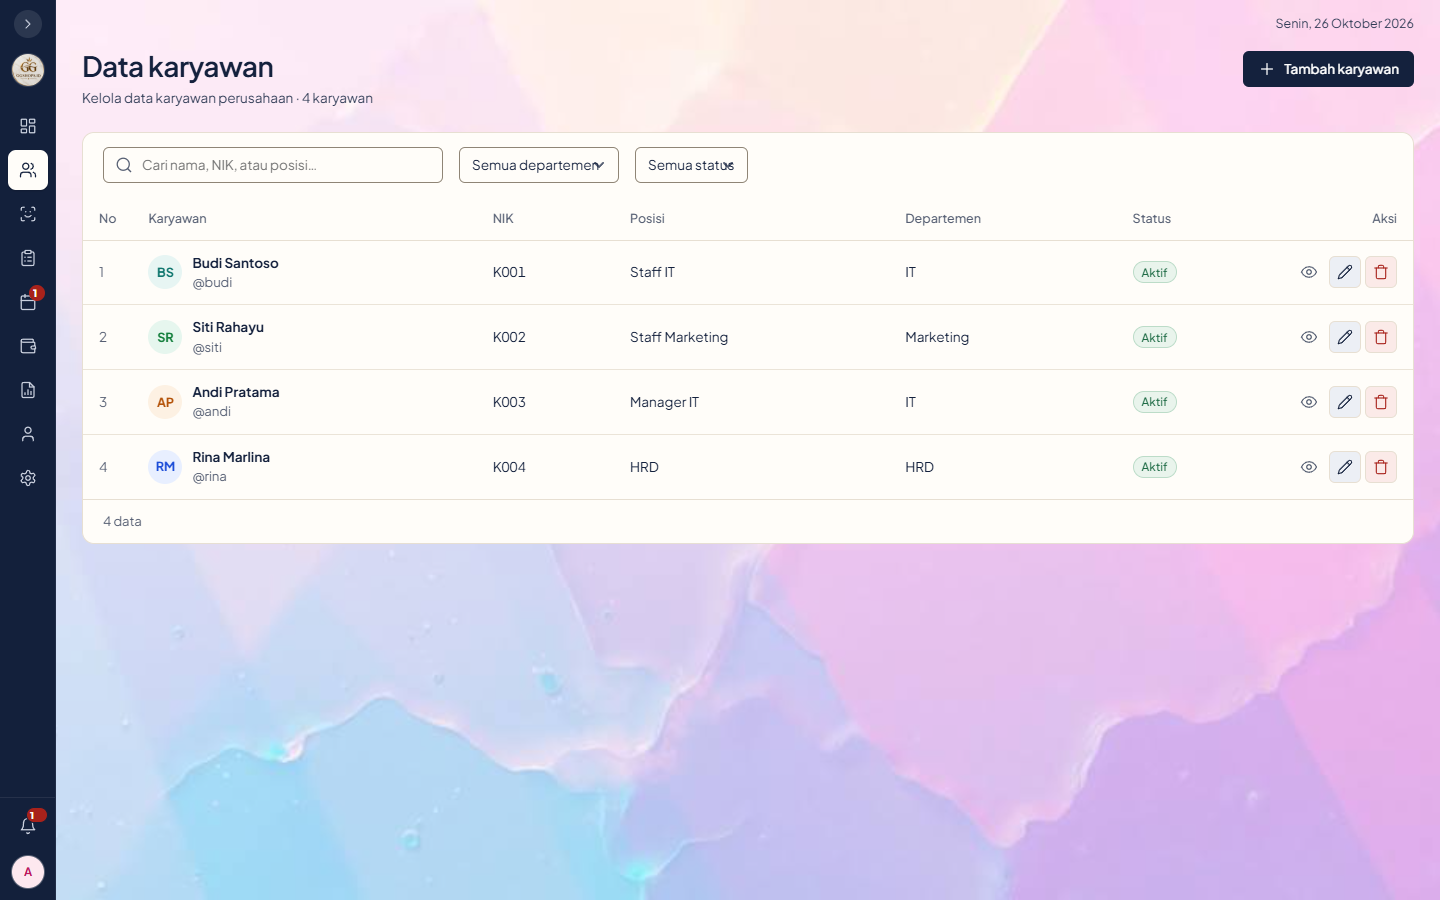 Senin, 26 Oktober 2026
Data karyawan
Tambah karyawan
Kelola data karyawan perusahaan · 4 karyawan
Cari nama, NIK, atau posisi...
Semua departemen
Semua status
No Karyawan NIK Posisi Departemen Status Aksi
1 BS Budi Santoso K001 Staff IT IT Aktif
@budi
2 SR Siti Rahayu K002 Staff Marketing Marketing Aktif
@siti
3 AP Andi Pratama K003 Manager IT IT Aktif
@andi
4 RM Rina Marlina K004 HRD HRD Aktif
@rina
4 data
GG
1
1
A